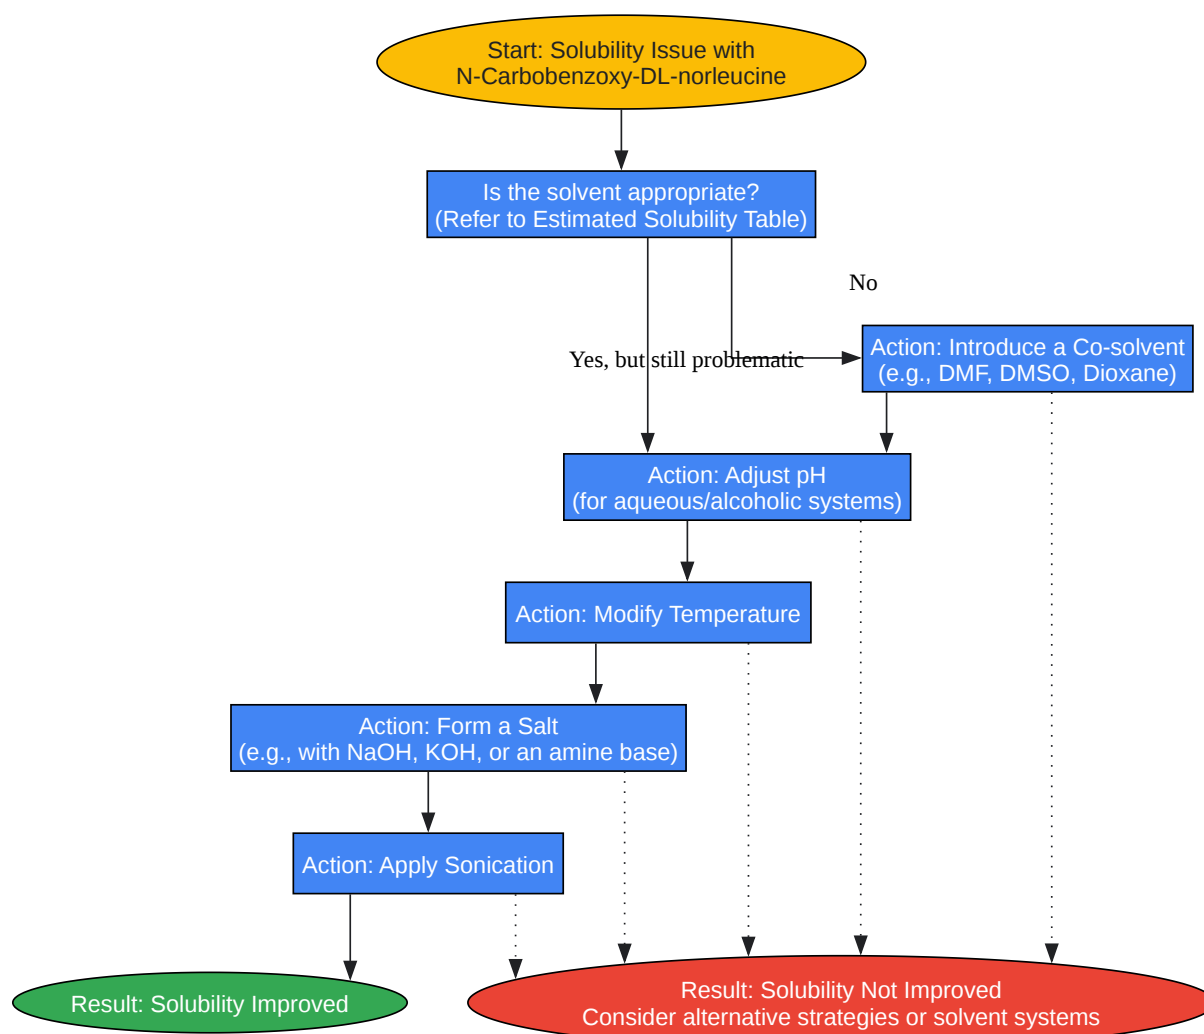 Start: Solubility Issue with
N-Carbobenzoxy-DL-norleucine
Is the solvent appropriate?
(Refer to Estimated Solubility Table)
No
Yes, but still problematic
Action: Introduce a Co-solvent
(e.g., DMF, DMSO, Dioxane)
Action: Adjust pH
(for aqueous/alcoholic systems)
Action: Modify Temperature
Action: Form a Salt
(e.g., with NaOH, KOH, or an amine base)
Action: Apply Sonication
Result: Solubility Improved
Result: Solubility Not Improved
Consider alternative strategies or solvent systems